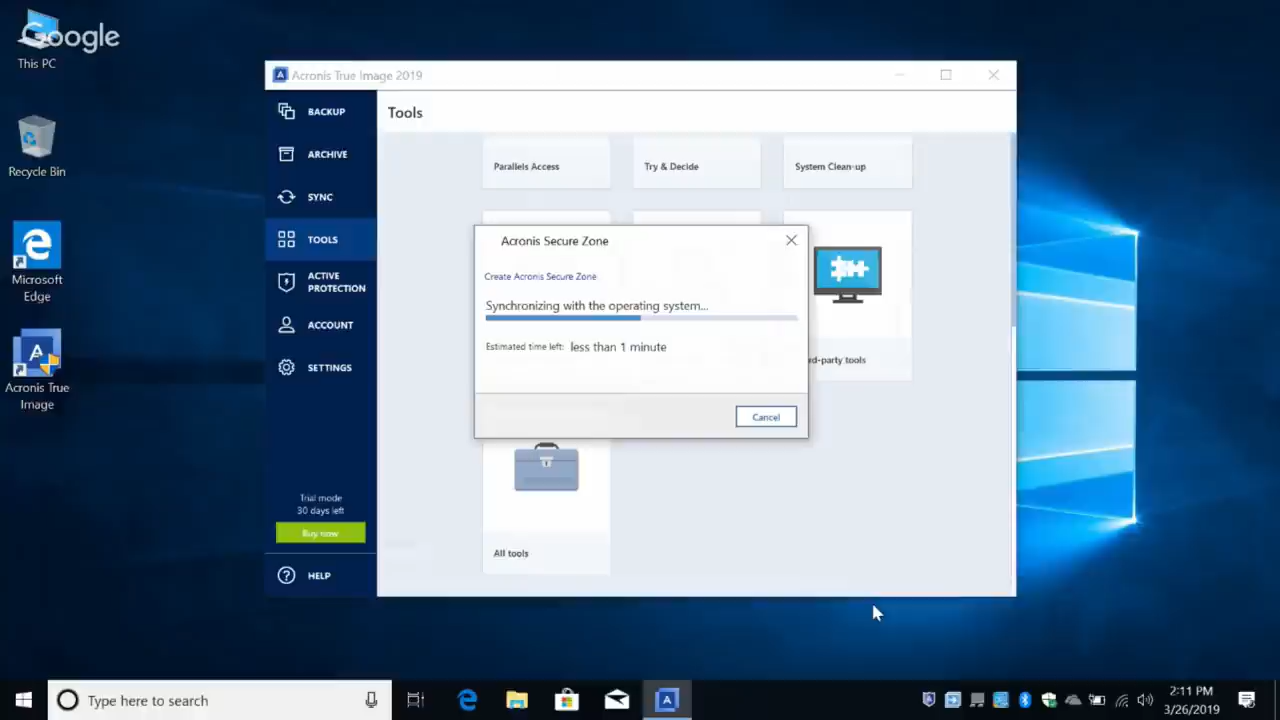 Google
This PC
Recycle Bin
Microsoft
Edge
Acronis True
Image
Acronis True Image 2019
BACKUP
ARCHIVE
SYNC
TOOLS
ACTIVE
PROTECTION
ACCOUNT
SETTINGS
Trial mode
30 days left
Buy now
HELP
Tools
Parallels Access
Try & Decide
System Clean-up
Acronis Secure Zone
Create Acronis Secure Zone
Synchronizing with the operating system...
Estimated time left: less than 1 minute
Cancel
rd-party tools
All tools
Type here to search
2:11 PM
3/26/2019